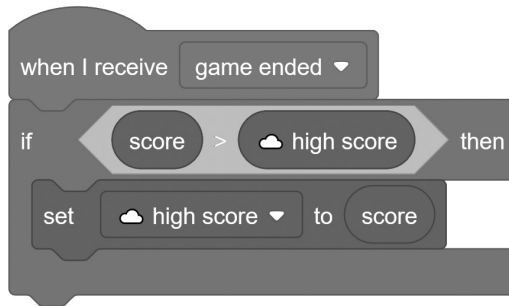 when I receive game ended
if score > high score then
set high score to score